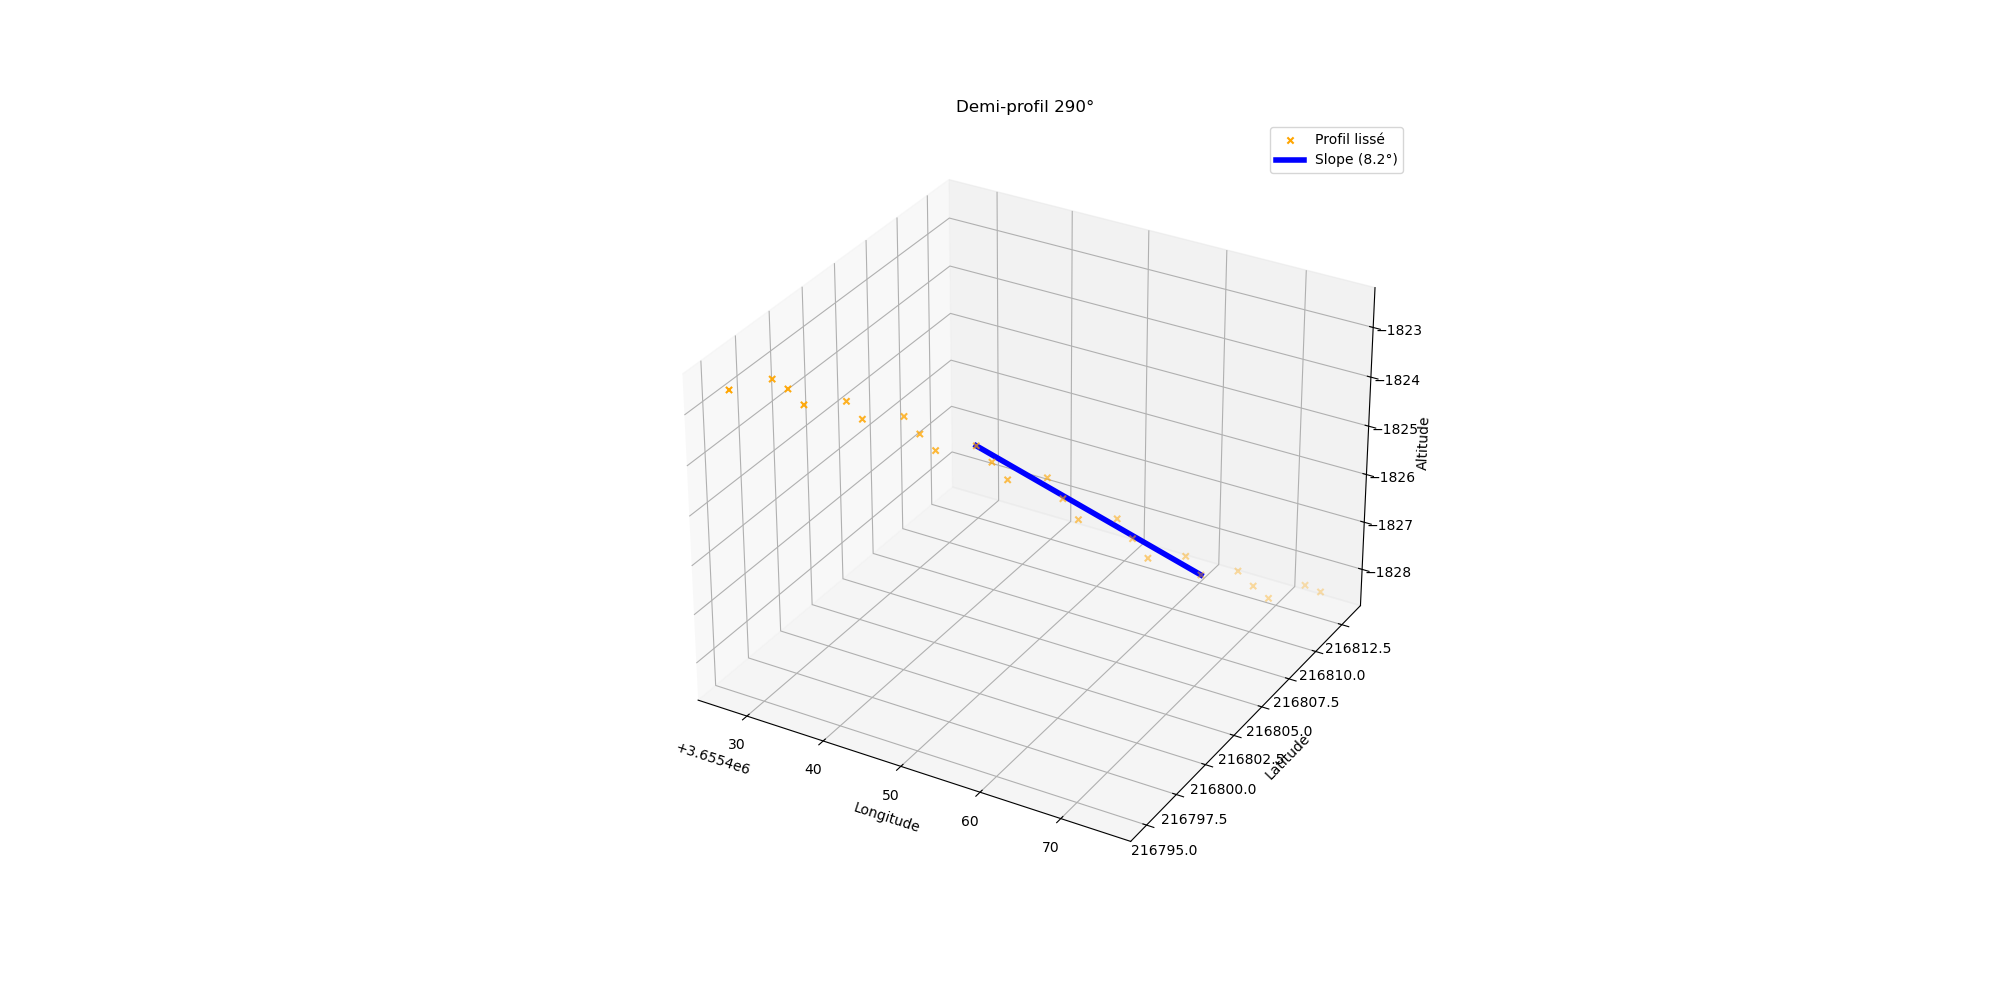 Demi-profil 290°
Profil lissé
Slope (8.2°)
−1823
−1824
−1825
−1826
−1827
−1828
Altitude
216812.5
216810.0
216807.5
216805.0
216802.5
216800.0
216797.5
216795.0
Latitude
30
40
50
60
70
+3.6554e6
Longitude